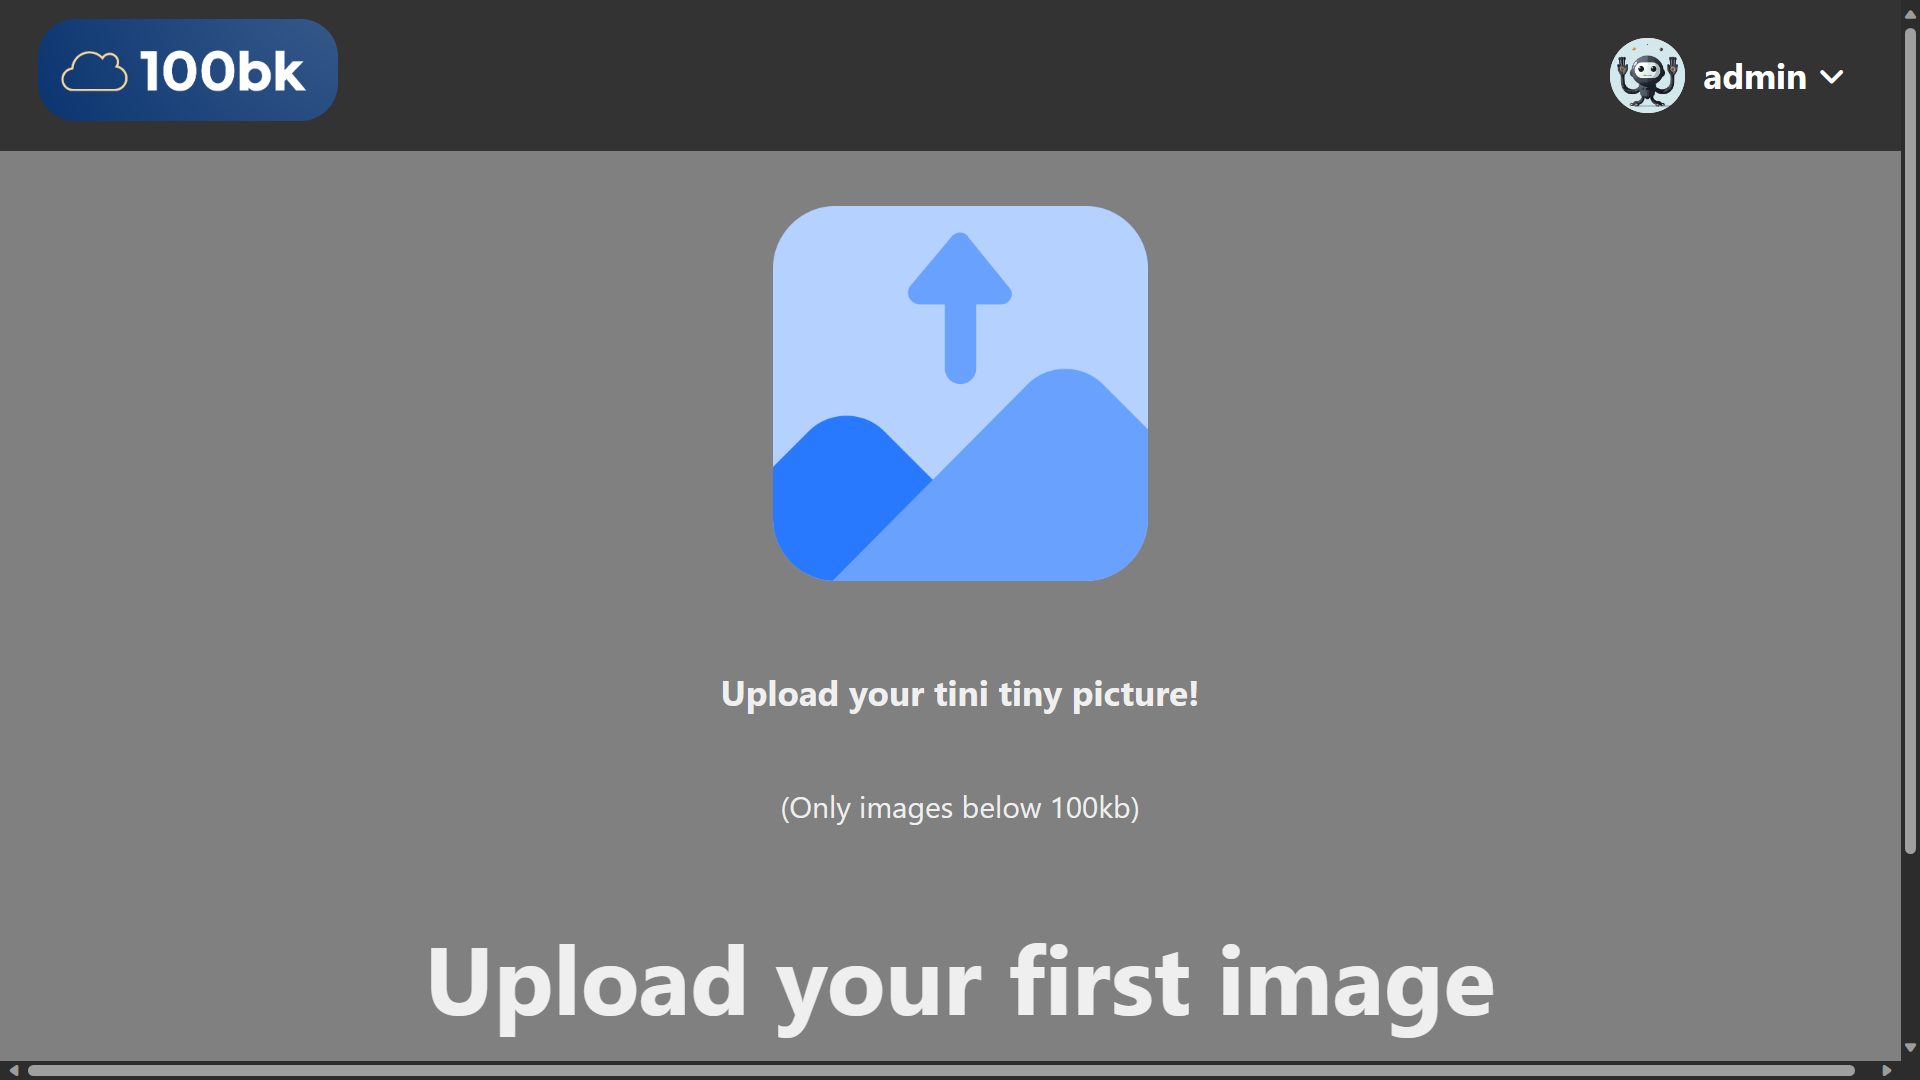 100bk
admin
Upload your tini tiny picture!
(Only images below 100kb)
Upload your first image